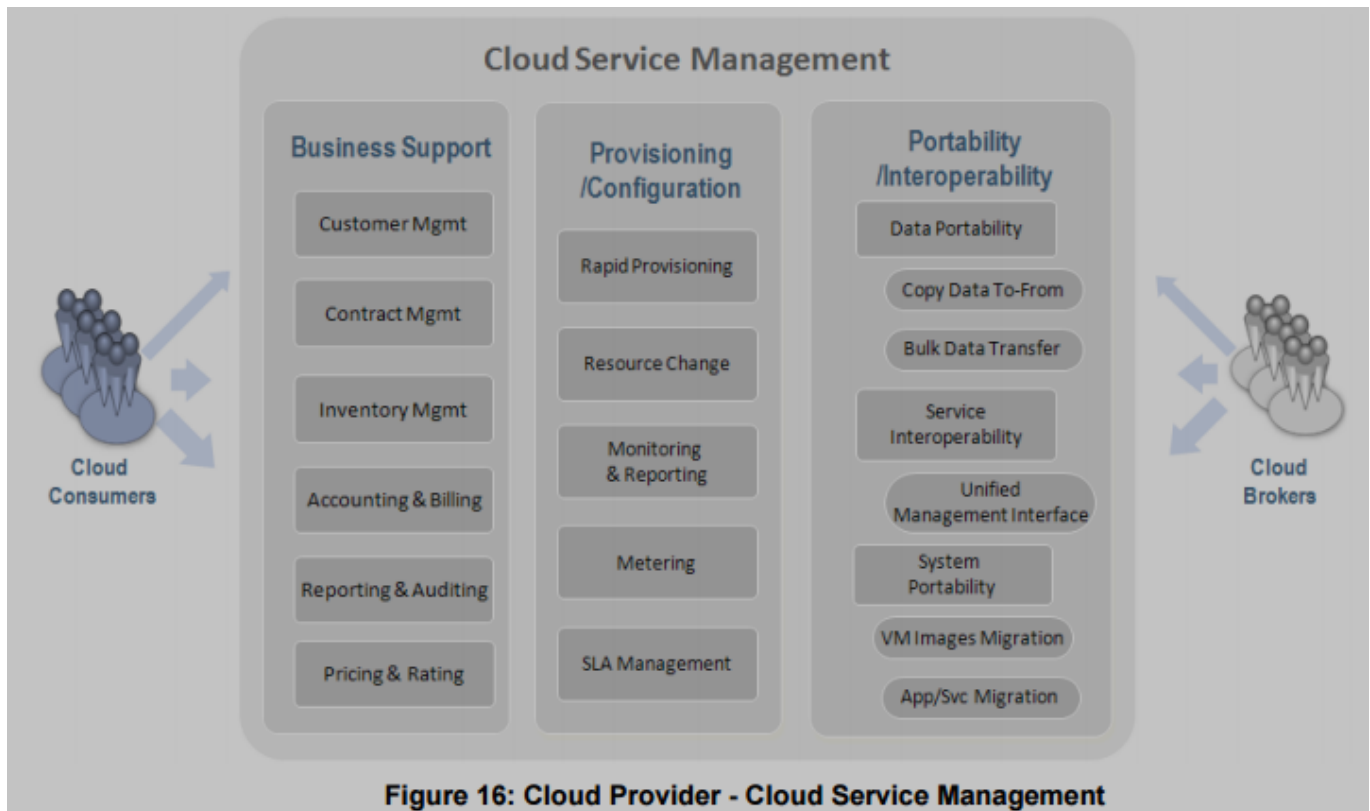 Cloud Service Management
Business Support
Customer Mgmt
Contract Mgmt
Inventory Mgmt
Accounting & Billing
Reporting & Auditing
Pricing & Rating
Provisioning
/Configuration
Rapid Provisioning
Resource Change
Monitoring
& Reporting
Metering
SLA Management
Portability
/Interoperability
Data Portability
Copy Data To-From
Bulk Data Transfer
Service
Interoperability
Unified
Management Interface
System
Portability
VM Images Migration
App/Svc Migration
Cloud
Consumers
Cloud
Brokers
Figure 16: Cloud Provider - Cloud Service Management